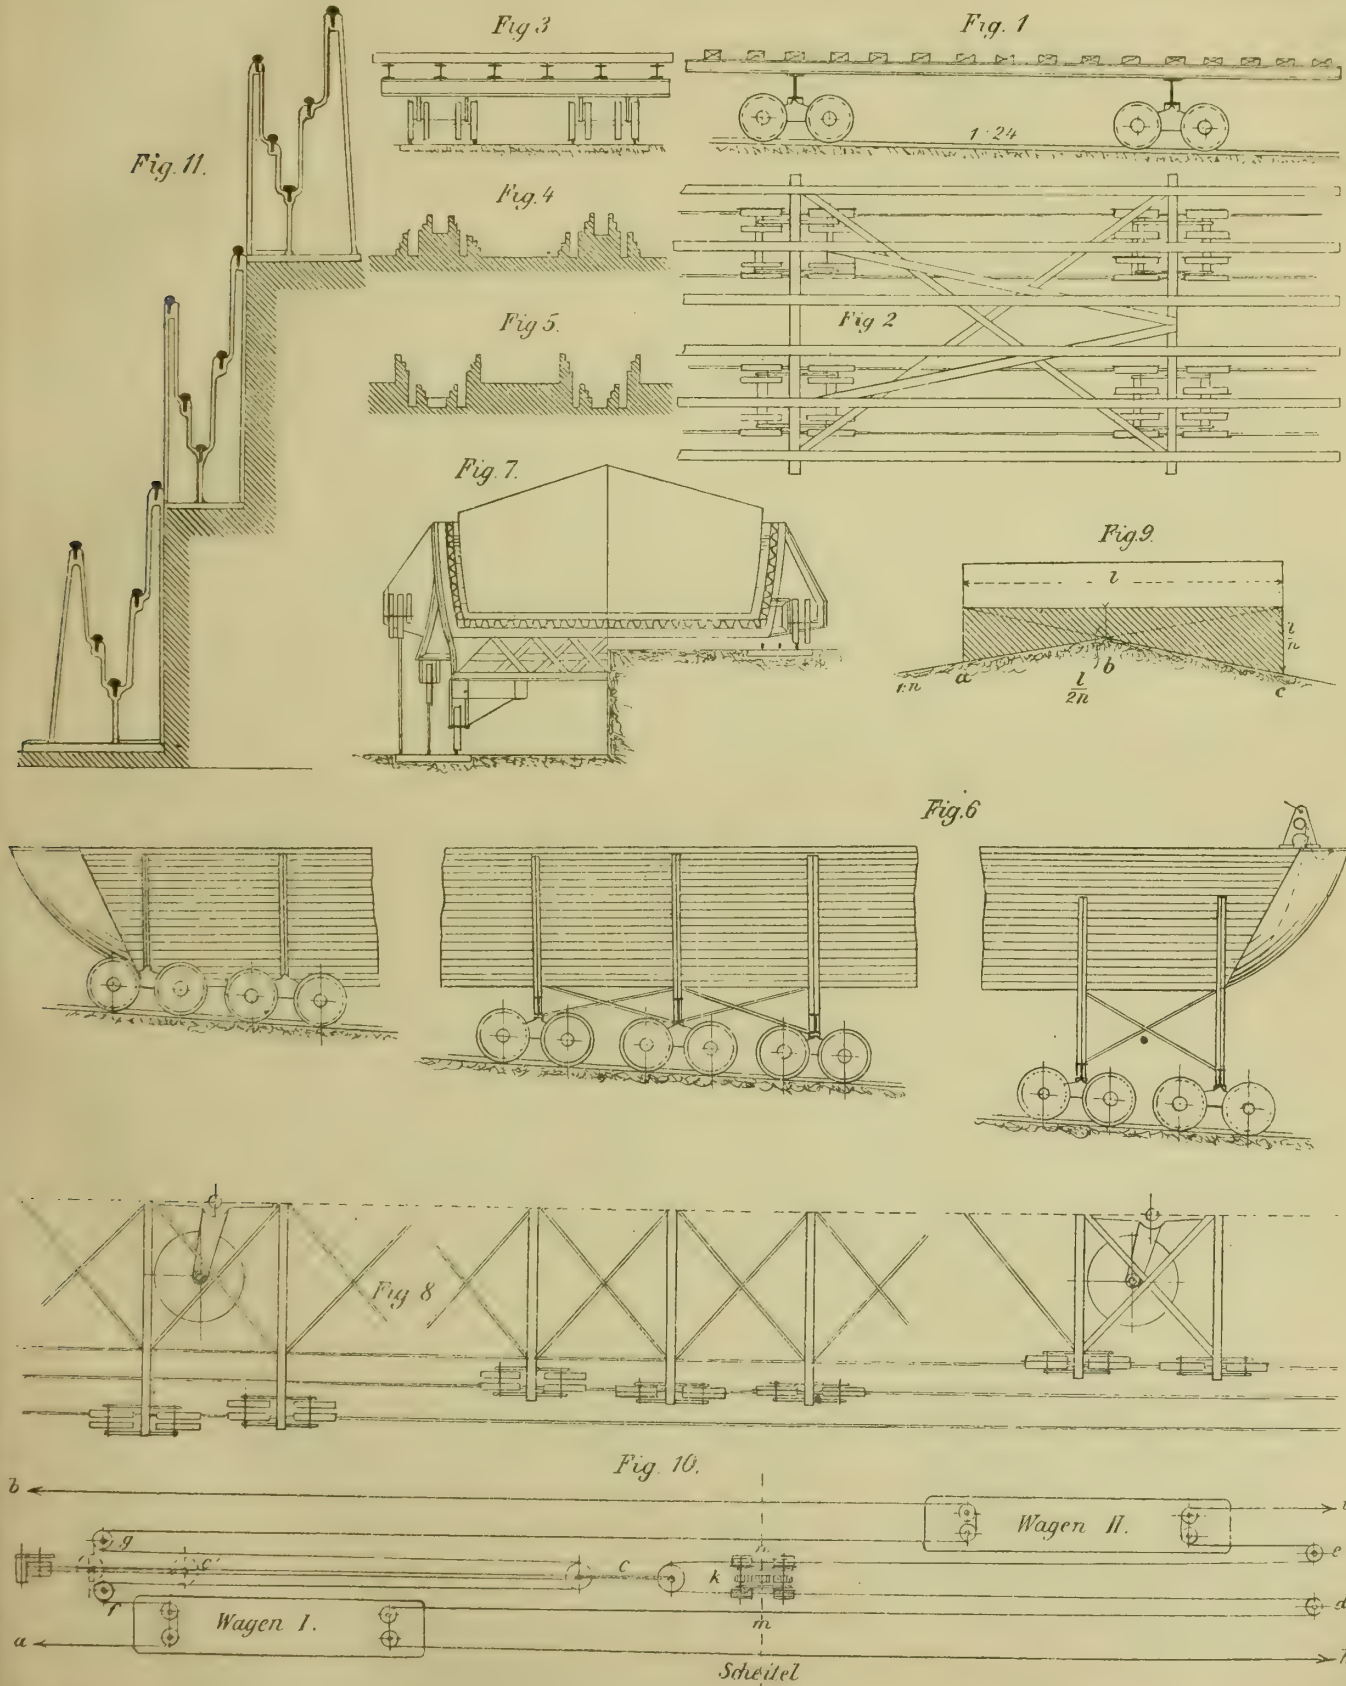 Fig 3
Fig. 1
1:24
Fig. 11.
Fig. 4
Fig 5.
Fig 2
Fig. 7.
Fig. 9.
l
l/n
1:n
a
b
l/2n
c
Fig. 6
Fig 8
Fig. 10.
b
Wagen II.
g
c'
c
k
n
e
f
d
Wagen I.
m
a
Scheitel